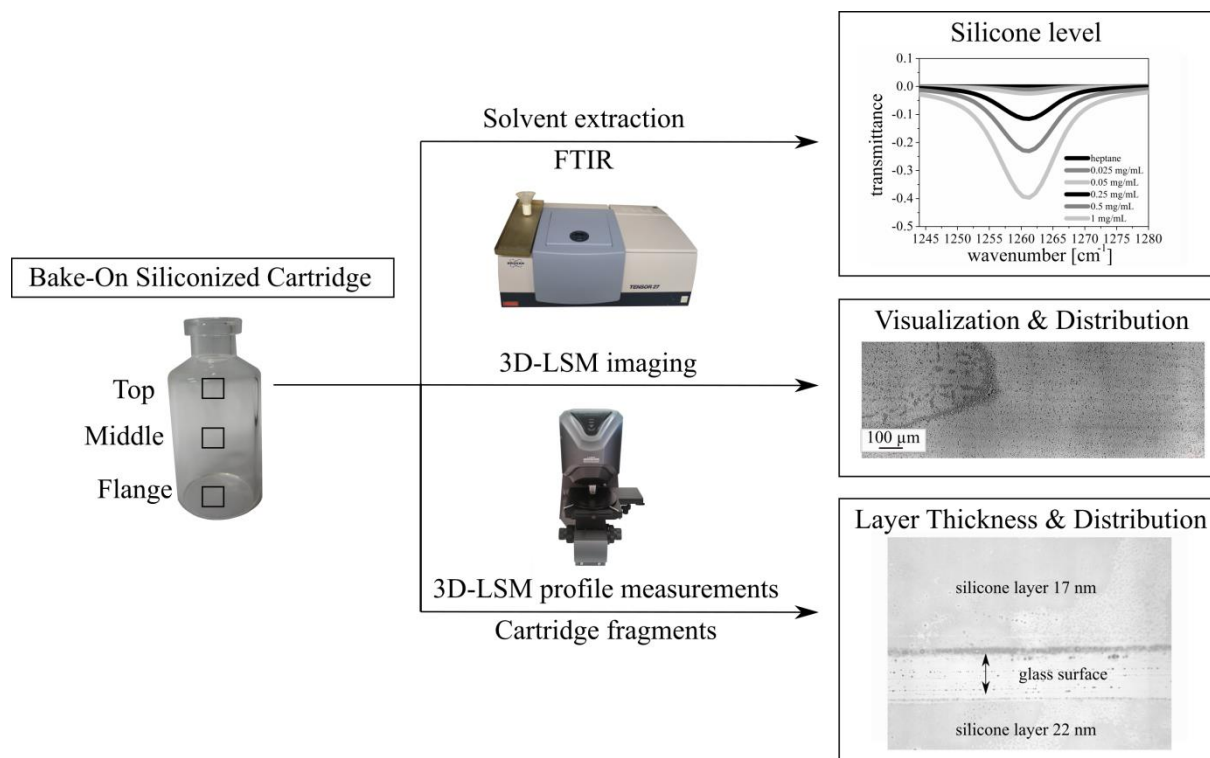 Bake-On Siliconized Cartridge
Top
Middle
Flange
Solvent extraction
FTIR
TENSOR 27
3D-LSM imaging
3D-LSM profile measurements
Cartridge fragments
Silicone level
transmittance
0.1
0.0
-0.1
-0.2
-0.3
-0.4
-0.5
heptane
0.025 mg/mL
0.05 mg/mL
0.25 mg/mL
0.5 mg/mL
1 mg/mL
1245 1250 1255 1260 1265 1270 1275 1280
wavenumber [cm⁻¹]
Visualization & Distribution
100 µm
Layer Thickness & Distribution
silicone layer 17 nm
glass surface
silicone layer 22 nm